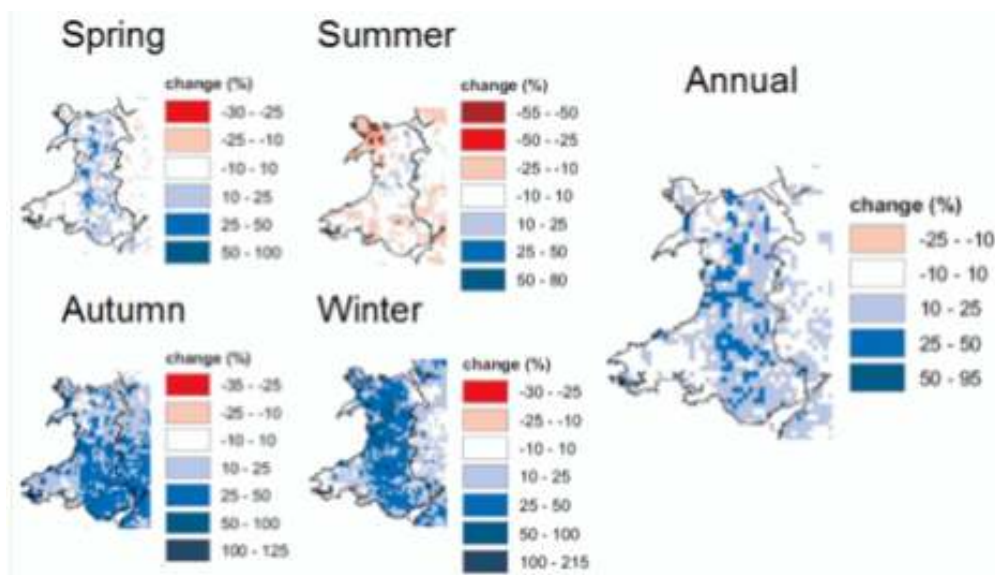 Spring
change (%)
-30 - -25
-25 - -10
-10 - 10
10 - 25
25 - 50
50 - 100
Summer
change (%)
-55 - -50
-50 - -25
-25 - -10
-10 - 10
10 - 25
25 - 50
50 - 80
Annual
change (%)
-25 - -10
-10 - 10
10 - 25
25 - 50
50 - 95
Autumn
change (%)
-35 - -25
-25 - -10
-10 - 10
10 - 25
25 - 50
50 - 100
100 - 125
Winter
change (%)
-30 - -25
-25 - -10
-10 - 10
10 - 25
25 - 50
50 - 100
100 - 215